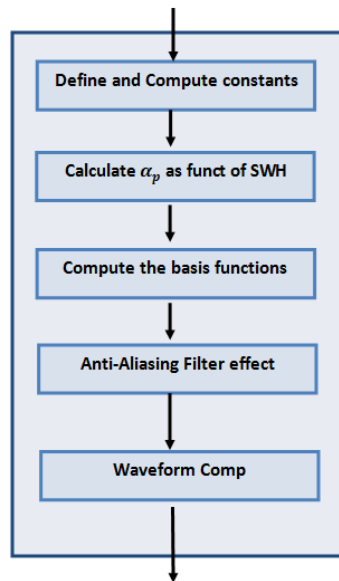 Define and Compute constants
Calculate αₚ as funct of SWH
Compute the basis functions
Anti-Aliasing Filter effect
Waveform Comp